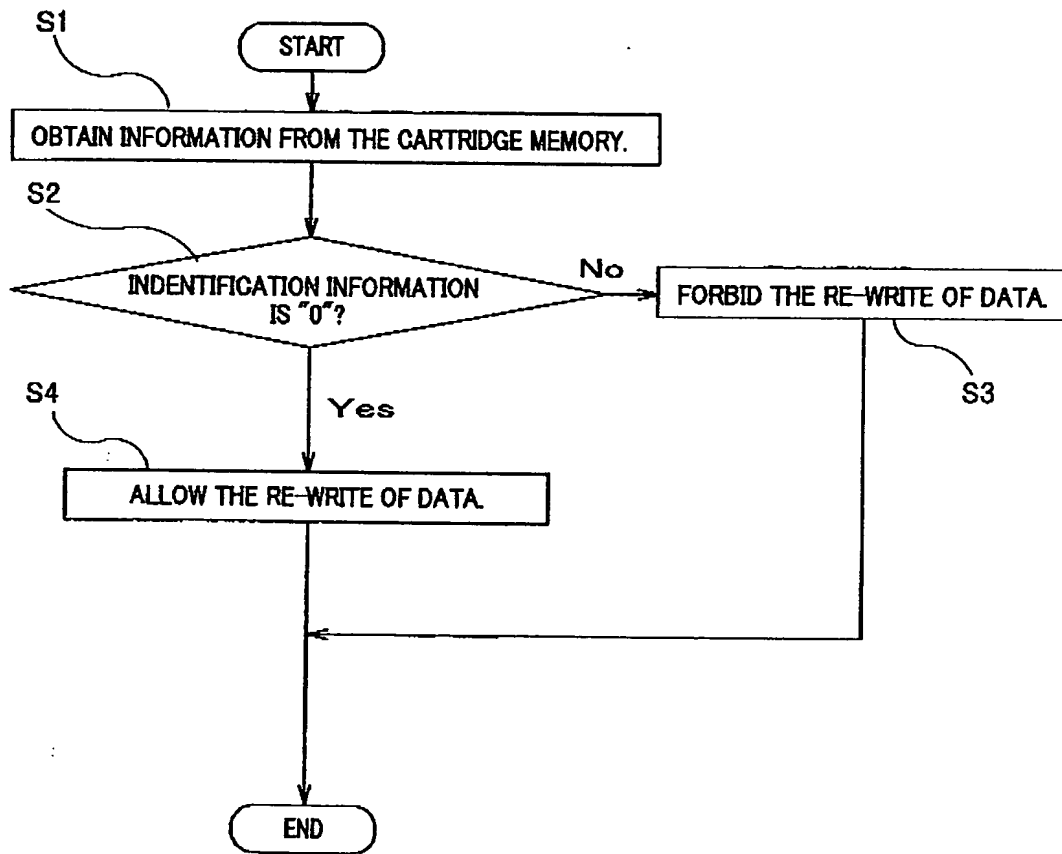 S1
START
OBTAIN INFORMATION FROM THE CARTRIDGE MEMORY.
S2
INDENTIFICATION INFORMATION
IS "0"?
No
FORBID THE RE-WRITE OF DATA.
S3
S4
Yes
ALLOW THE RE-WRITE OF DATA.
END